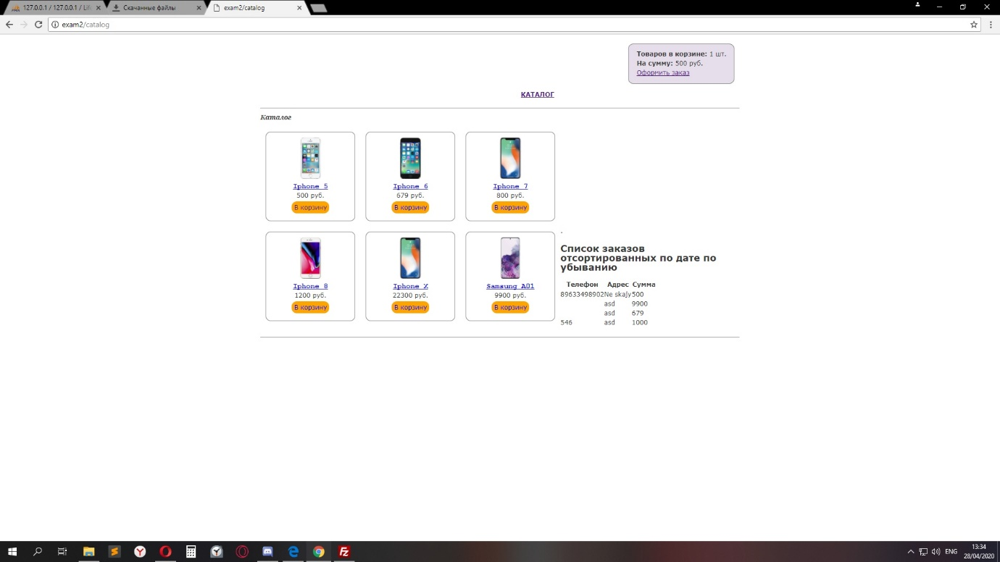 127.0.0.1 / 127.0.0.1 / Lif
Скачанные файлы
exam2/catalog
exam2/catalog
Товаров в корзине: 1 шт.
На сумму: 500 руб.
Оформить заказ
КАТАЛОГ
Каталог
Iphone 5
500 руб.
В корзину
Iphone 6
679 руб.
В корзину
Iphone 7
800 руб.
В корзину
Iphone 8
1200 руб.
В корзину
Iphone X
22300 руб.
В корзину
Samsung A01
9900 руб.
В корзину
.
Список заказов
отсортированных по дате по
убыванию
Телефон Адрес Сумма
89633498902 Ne skaJy 500
asd 9900
asd 679
546 asd 1000
ENG
13:34
28/04/2020